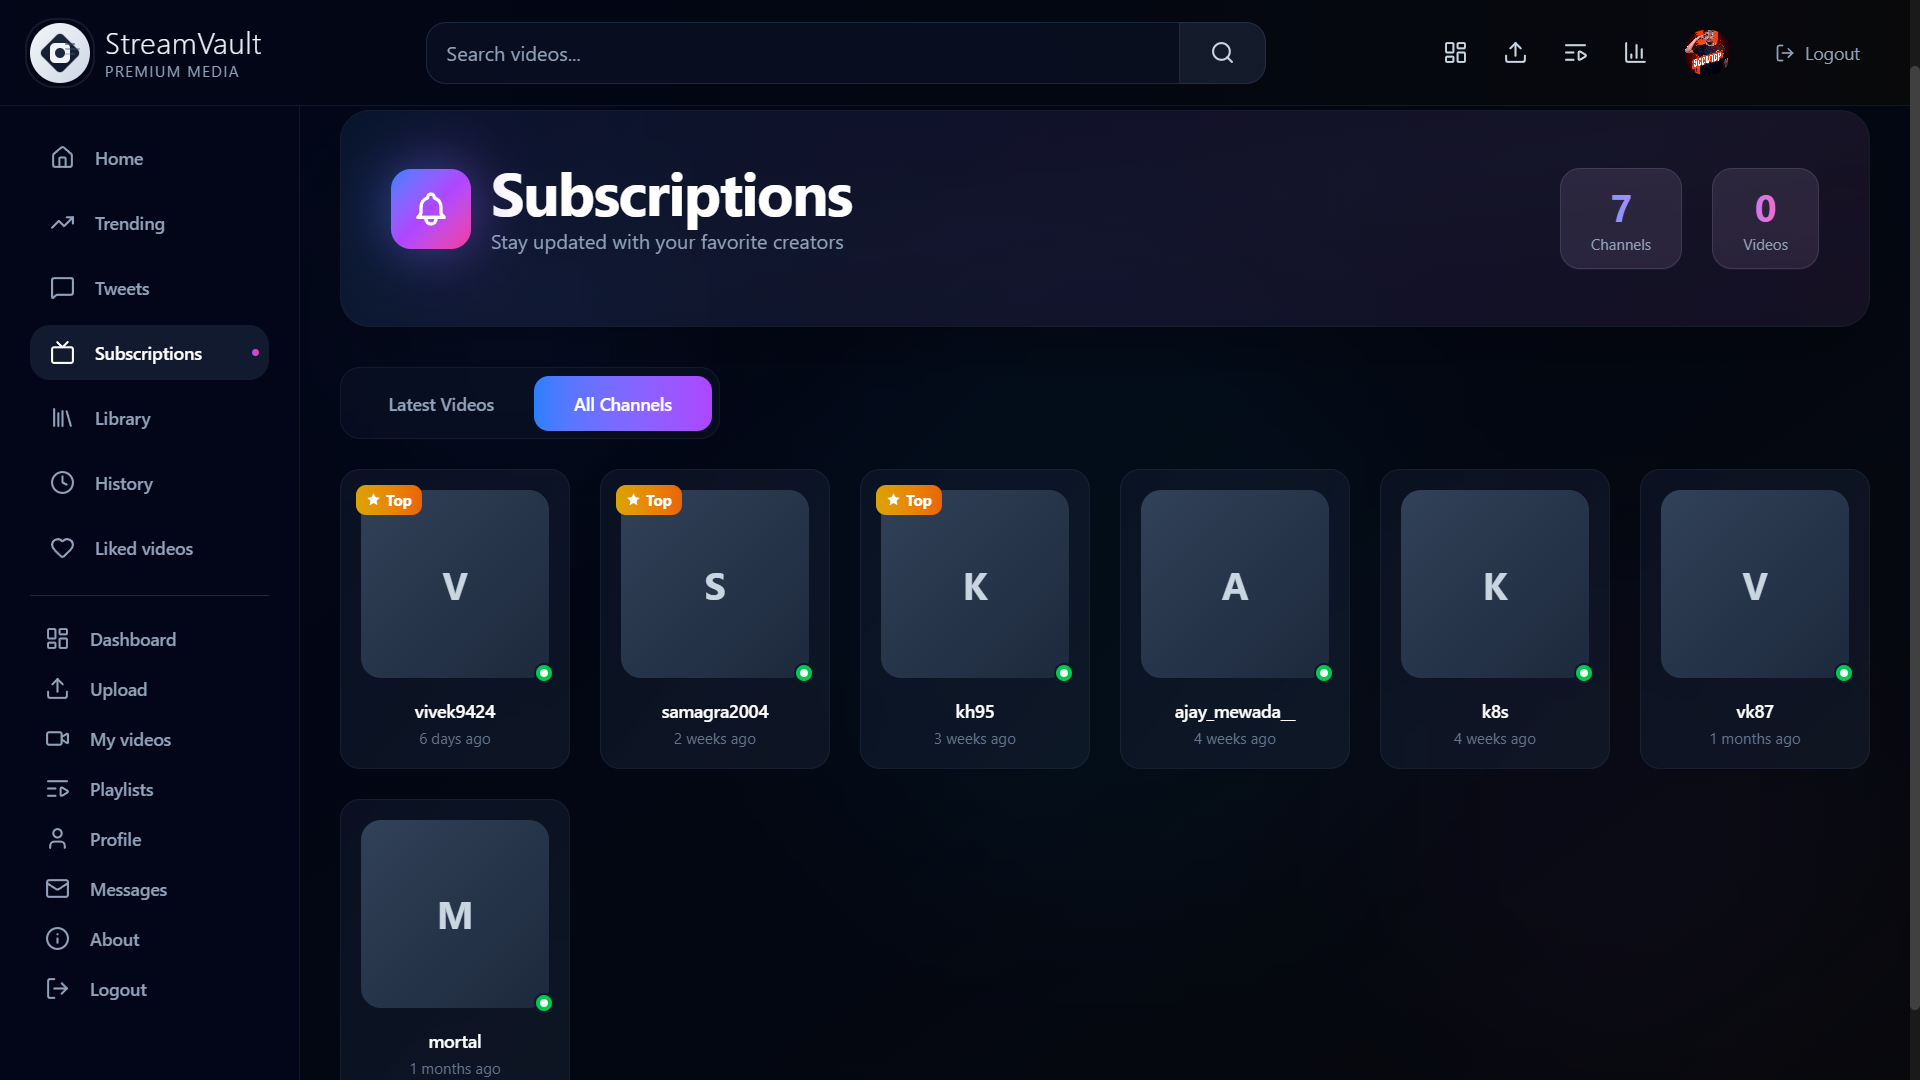 StreamVault
PREMIUM MEDIA
Search videos...
Logout
Home
Trending
Tweets
Subscriptions
Library
History
Liked videos
Dashboard
Upload
My videos
Playlists
Profile
Messages
About
Logout
Subscriptions
Stay updated with your favorite creators
7
Channels
0
Videos
Latest Videos
All Channels
Top
V
vivek9424
6 days ago
Top
S
samagra2004
2 weeks ago
Top
K
kh95
3 weeks ago
A
ajay_mewada__
4 weeks ago
K
k8s
4 weeks ago
V
vk87
1 months ago
M
mortal
1 months ago